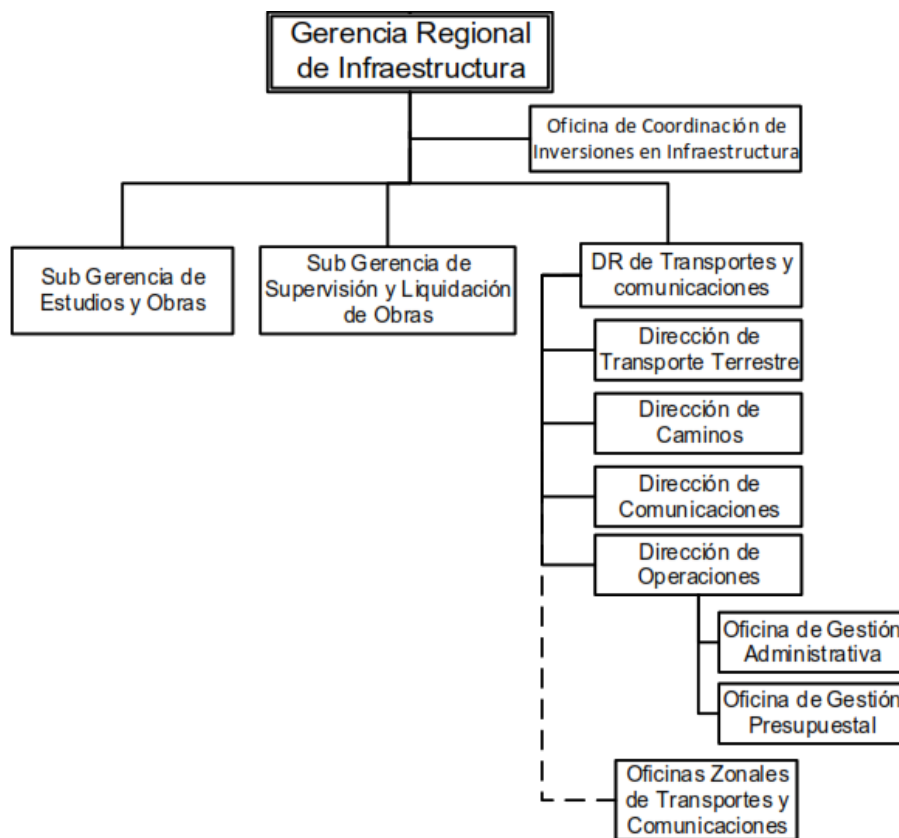 Gerencia Regional
de Infraestructura
Oficina de Coordinación de
Inversiones en Infraestructura
Sub Gerencia de
Estudios y Obras
Sub Gerencia de
Supervisión y Liquidación
de Obras
DR de Transportes y
comunicaciones
Dirección de
Transporte Terrestre
Dirección de
Caminos
Dirección de
Comunicaciones
Dirección de
Operaciones
Oficina de Gestión
Administrativa
Oficina de Gestión
Presupuestal
Oficinas Zonales
de Transportes y
Comunicaciones